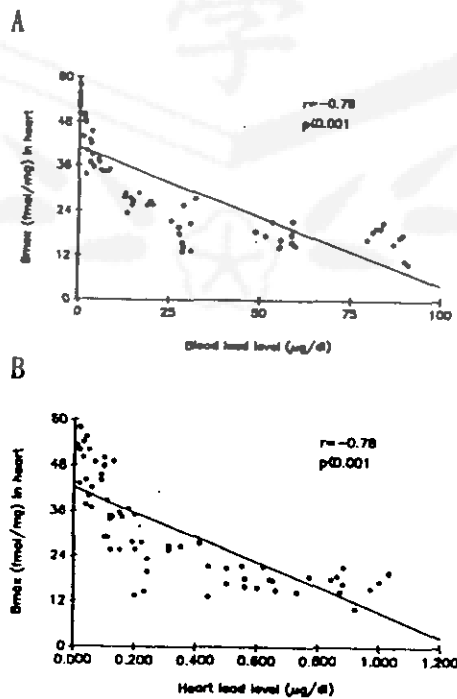 學
A
Bmax (fmol/mg) in heart
60
48
36
24
12
0
r=-0.78
p<0.001
0 25 50 75 100
Blood lead level (μg/dl)
B
Bmax (fmol/mg) in heart
60
48
36
24
12
0
r=-0.78
p<0.001
0.000 0.200 0.400 0.600 0.800 1.000 1.200
Heart lead level (μg/dl)